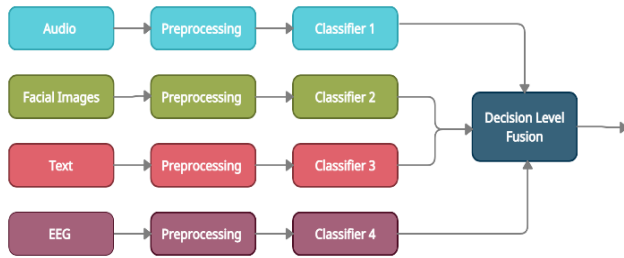 Audio
Preprocessing
Classifier 1
Facial Images
Preprocessing
Classifier 2
Decision Level
Fusion
Text
Preprocessing
Classifier 3
EEG
Preprocessing
Classifier 4